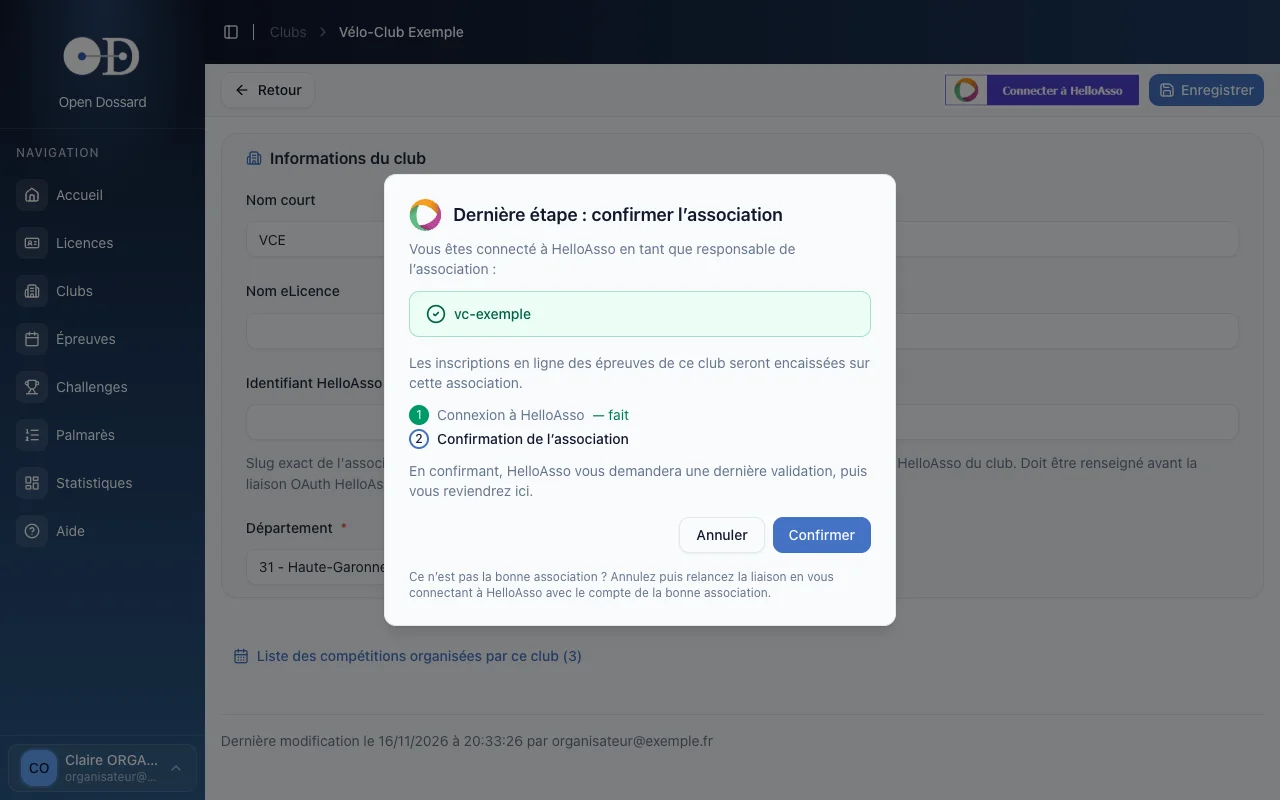 Open Dossard
NAVIGATION
Accueil
Licences
Clubs
Épreuves
Challenges
Palmarès
Statistiques
Aide
CO
Claire ORGA...
organisateur@...
Clubs
Vélo-Club Exemple
Retour
Connecter à HelloAsso
Enregistrer
Informations du club
Nom court
VCE
Nom eLicence
Identifiant HelloAsso
Slug exact de l'assoc
HelloAsso du club. Doit être renseigné avant la
liaison OAuth HelloAs
Département *
31 - Haute-Garonne
Dernière étape : confirmer l’association
Vous êtes connecté à HelloAsso en tant que responsable de
l’association :
vc-exemple
Les inscriptions en ligne des épreuves de ce club seront encaissées sur
cette association.
1 Connexion à HelloAsso — fait
2 Confirmation de l’association
En confirmant, HelloAsso vous demandera une dernière validation, puis
vous reviendrez ici.
Annuler
Confirmer
Ce n’est pas la bonne association ? Annulez puis relancez la liaison en vous
connectant à HelloAsso avec le compte de la bonne association.
Liste des compétitions organisées par ce club (3)
Dernière modification le 16/11/2026 à 20:33:26 par organisateur@exemple.fr